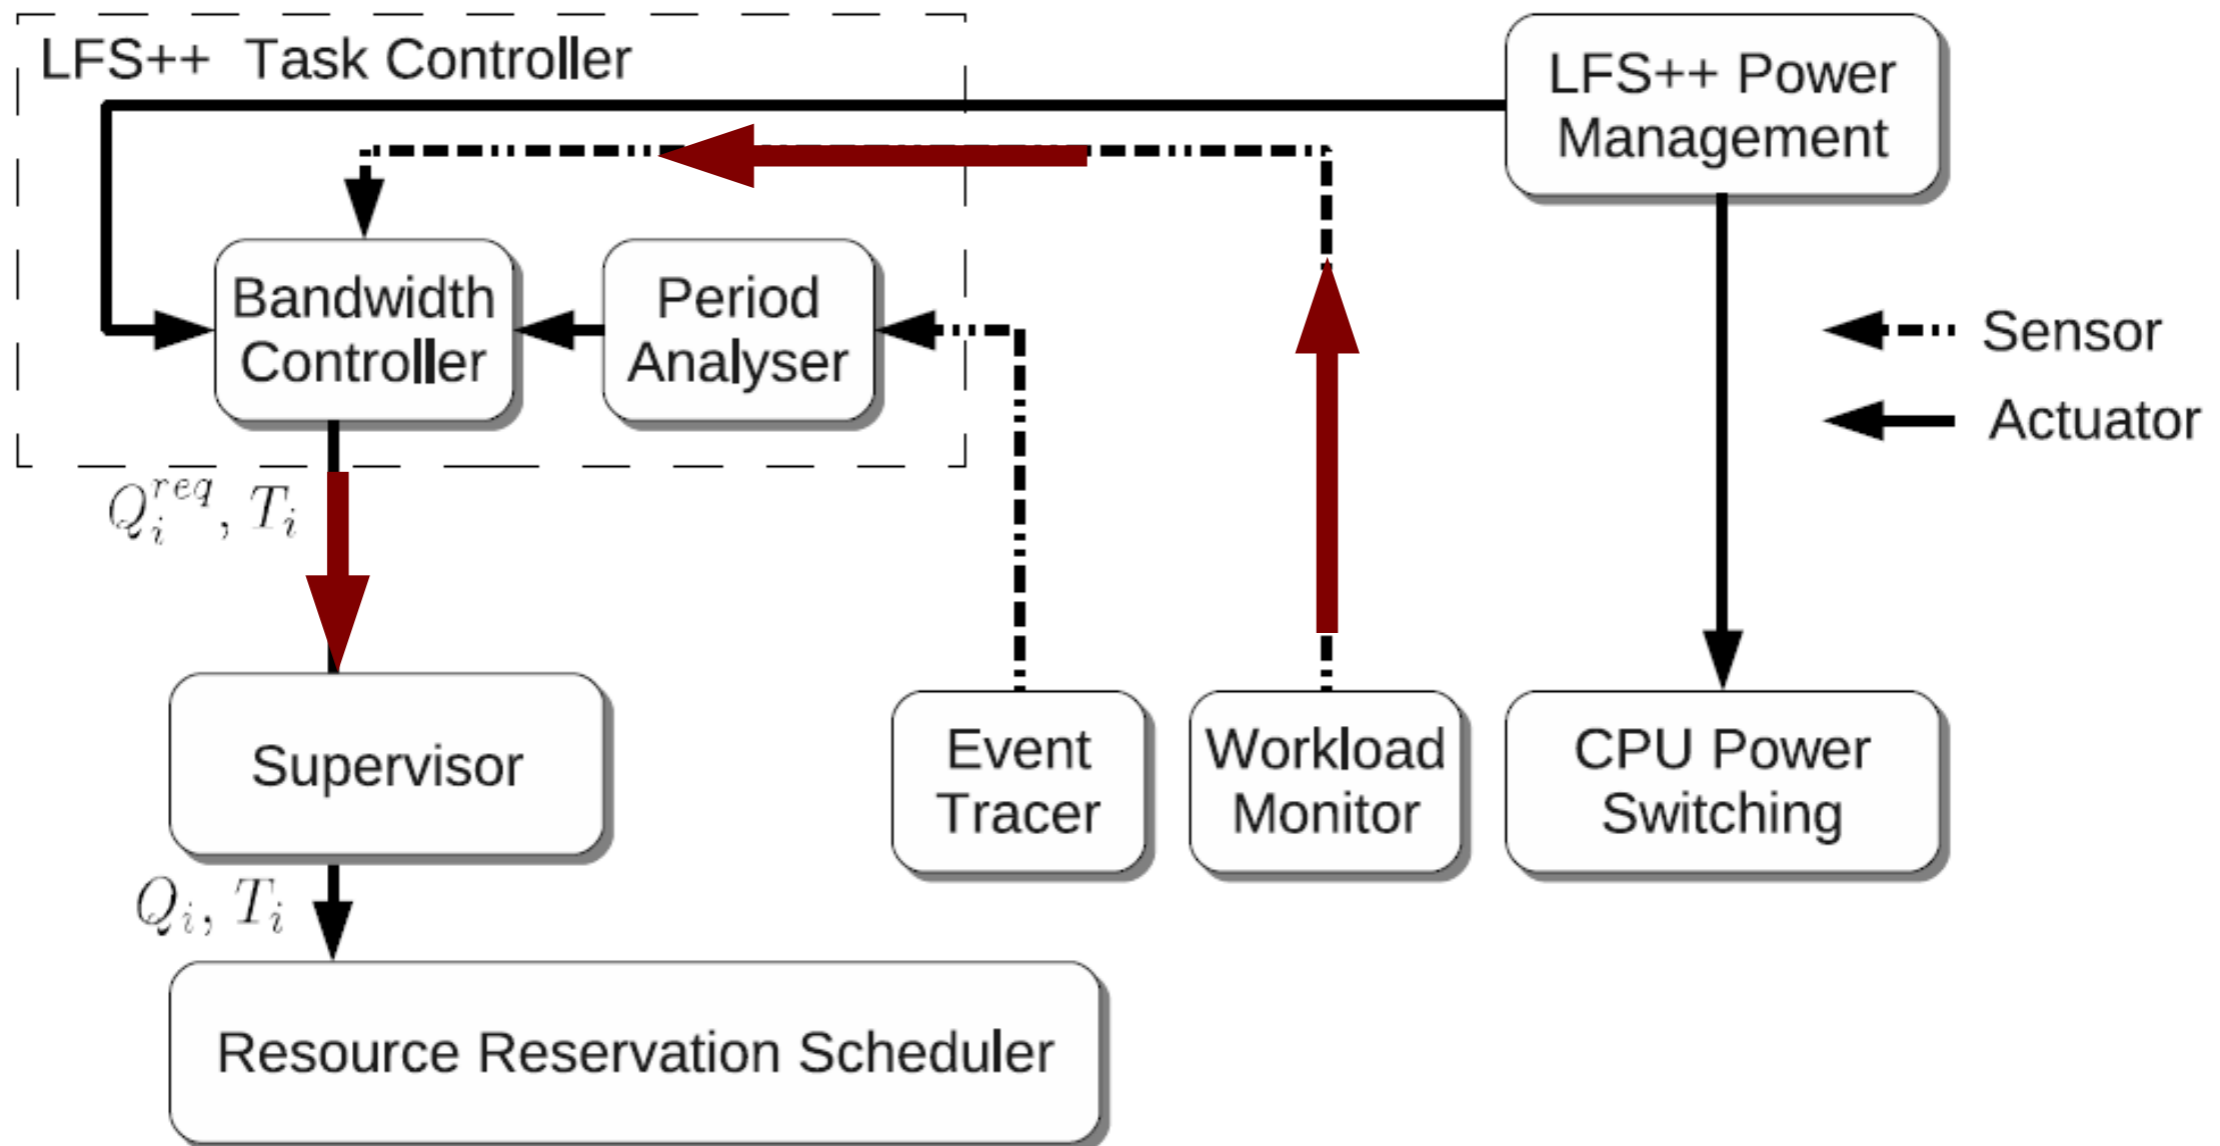 LFS++ Task Controller
LFS++ Power
Management
Bandwidth
Controller
Period
Analyser
Sensor
Actuator
$Q_i^{req}, T_i$
Supervisor
Event
Tracer
Workload
Monitor
CPU Power
Switching
$Q_i, T_i$
Resource Reservation Scheduler